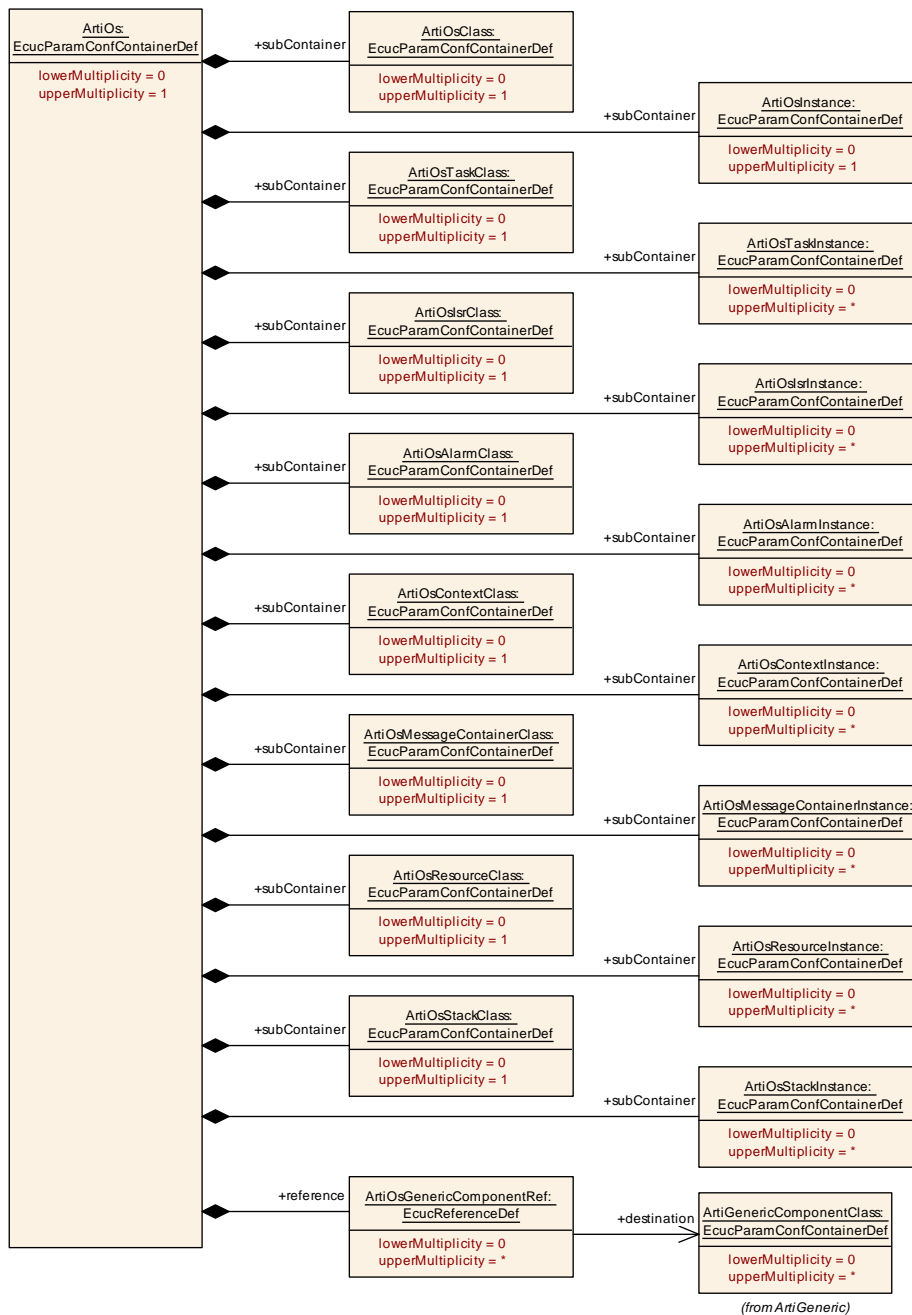 ArtiOs:
EcucParamConfContainerDef
lowerMultiplicity = 0
upperMultiplicity = 1
+subContainer
ArtiOsClass:
EcucParamConfContainerDef
lowerMultiplicity = 0
upperMultiplicity = 1
+subContainer
ArtiOsInstance:
EcucParamConfContainerDef
lowerMultiplicity = 0
upperMultiplicity = 1
+subContainer
ArtiOsTaskClass:
EcucParamConfContainerDef
lowerMultiplicity = 0
upperMultiplicity = 1
+subContainer
ArtiOsTaskInstance:
EcucParamConfContainerDef
lowerMultiplicity = 0
upperMultiplicity = *
+subContainer
ArtiOsIsrClass:
EcucParamConfContainerDef
lowerMultiplicity = 0
upperMultiplicity = 1
+subContainer
ArtiOsIsrInstance:
EcucParamConfContainerDef
lowerMultiplicity = 0
upperMultiplicity = *
+subContainer
ArtiOsAlarmClass:
EcucParamConfContainerDef
lowerMultiplicity = 0
upperMultiplicity = 1
+subContainer
ArtiOsAlarmInstance:
EcucParamConfContainerDef
lowerMultiplicity = 0
upperMultiplicity = *
+subContainer
ArtiOsContextClass:
EcucParamConfContainerDef
lowerMultiplicity = 0
upperMultiplicity = 1
+subContainer
ArtiOsContextInstance:
EcucParamConfContainerDef
lowerMultiplicity = 0
upperMultiplicity = *
+subContainer
ArtiOsMessageContainerClass:
EcucParamConfContainerDef
lowerMultiplicity = 0
upperMultiplicity = 1
+subContainer
ArtiOsMessageContainerInstance:
EcucParamConfContainerDef
lowerMultiplicity = 0
upperMultiplicity = *
+subContainer
ArtiOsResourceClass:
EcucParamConfContainerDef
lowerMultiplicity = 0
upperMultiplicity = 1
+subContainer
ArtiOsResourceInstance:
EcucParamConfContainerDef
lowerMultiplicity = 0
upperMultiplicity = *
+subContainer
ArtiOsStackClass:
EcucParamConfContainerDef
lowerMultiplicity = 0
upperMultiplicity = 1
+subContainer
ArtiOsStackInstance:
EcucParamConfContainerDef
lowerMultiplicity = 0
upperMultiplicity = *
+reference
ArtiOsGenericComponentRef:
EcucReferenceDef
lowerMultiplicity = 0
upperMultiplicity = *
+destination
ArtiGenericComponentClass:
EcucParamConfContainerDef
lowerMultiplicity = 0
upperMultiplicity = *
(from ArtiGeneric)